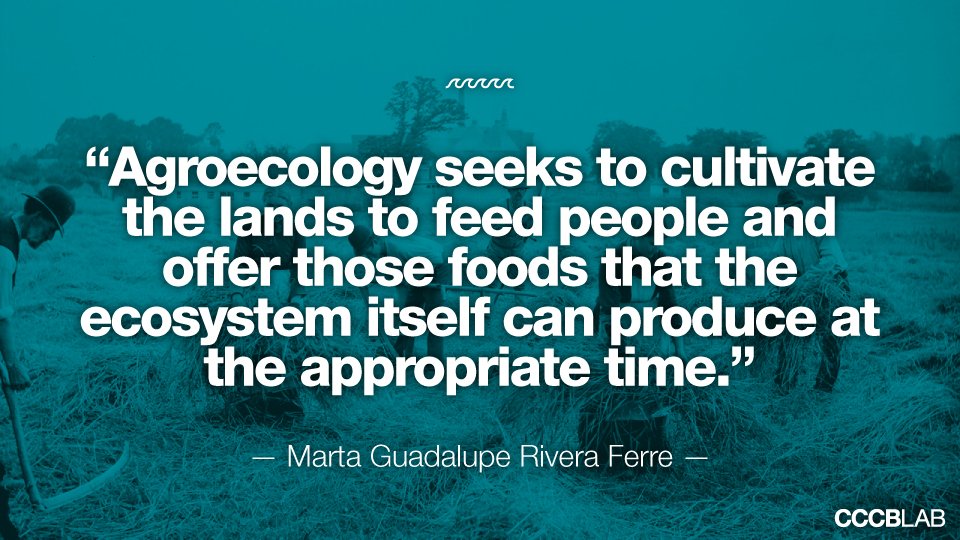 “Agroecology seeks to cultivate
the lands to feed people and
offer those foods that the
ecosystem itself can produce at
the appropriate time.”
— Marta Guadalupe Rivera Ferre —
CCCBLAB